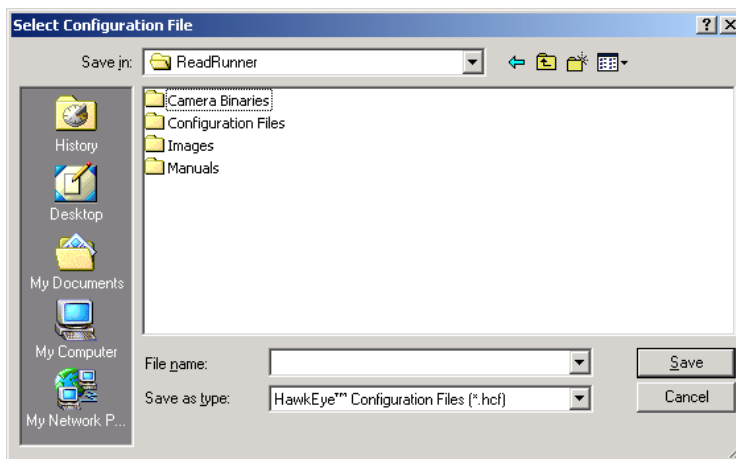 Select Configuration File
Save in:
ReadRunner
History
Desktop
My Documents
My Computer
My Network P...
Camera Binaries
Configuration Files
Images
Manuals
File name:
Save
Save as type:
HawkEye™ Configuration Files (*.hcf)
Cancel